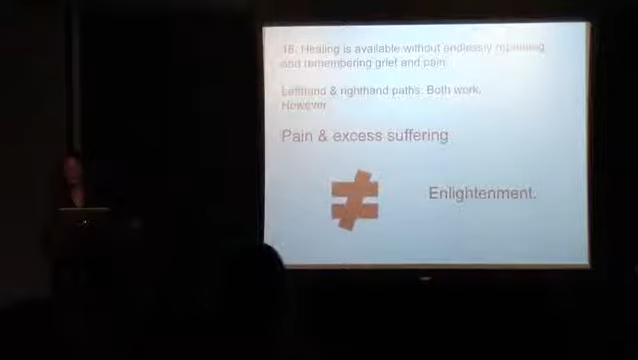 18. Healing is available without endlessly repeating
and remembering grief and pain.
Lefthand & righthand paths. Both work.
However
Pain & excess suffering
≠
Enlightenment.